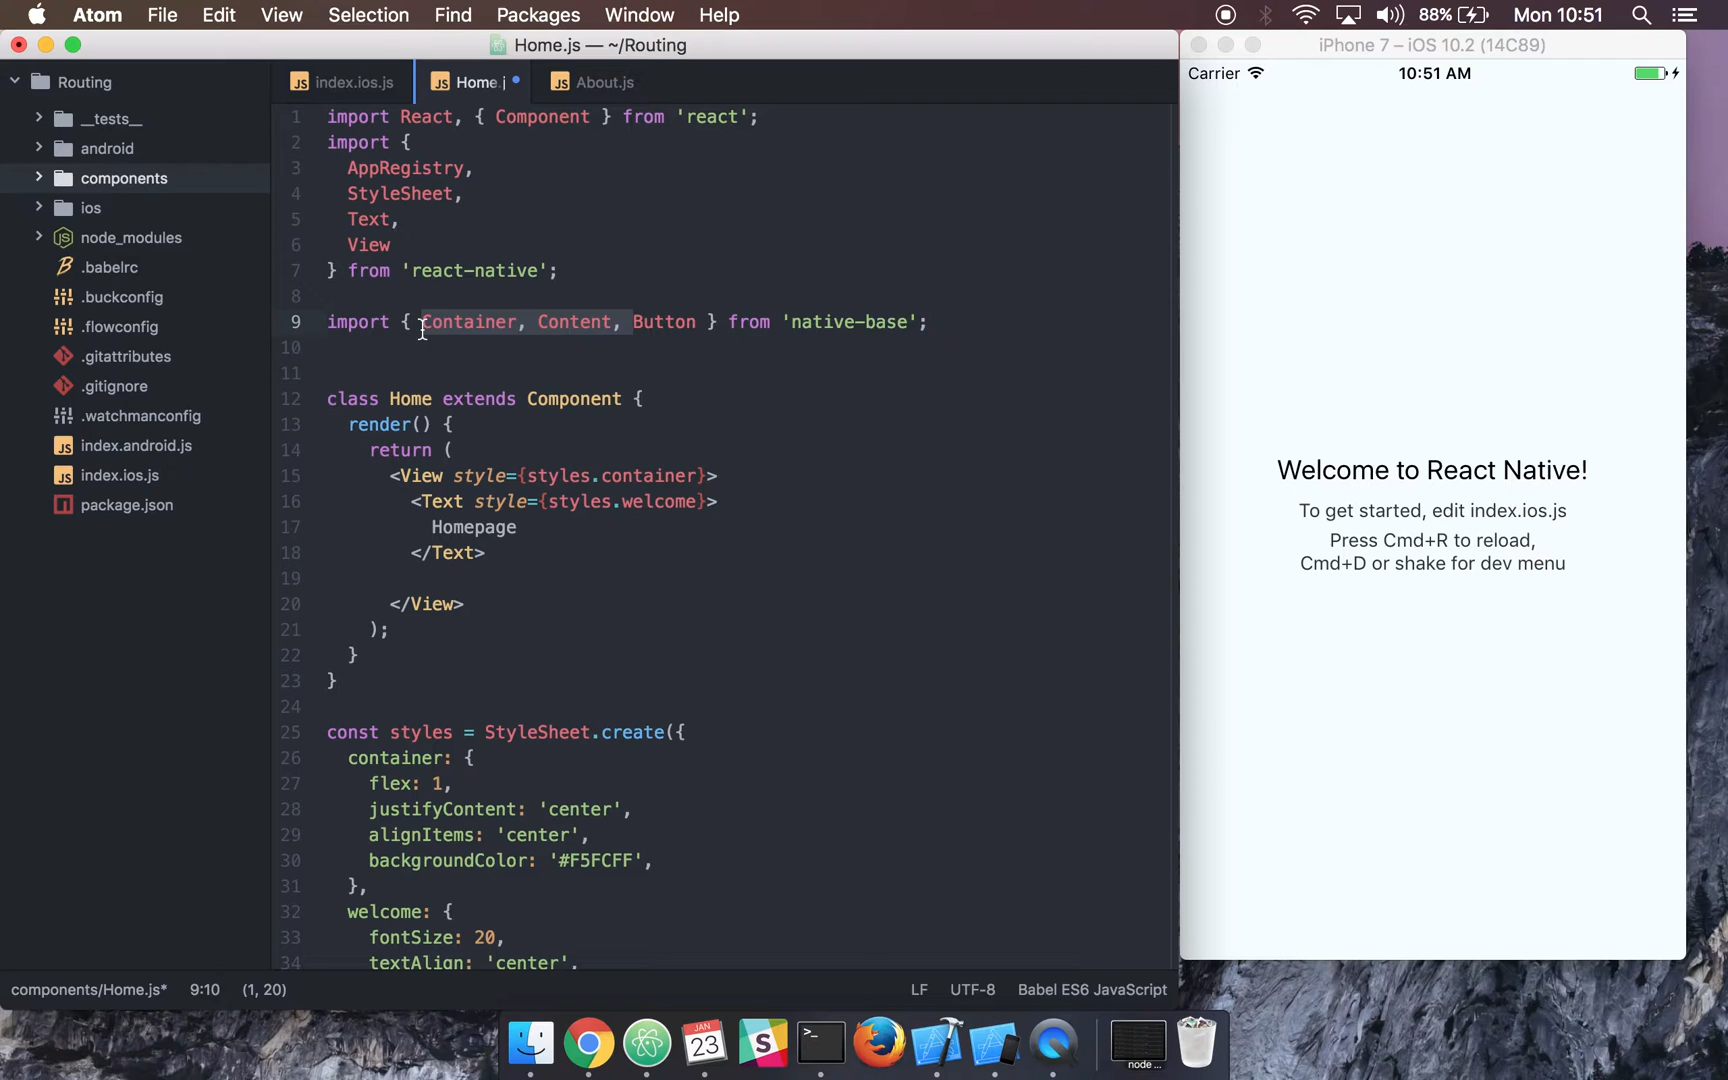 Atom File Edit View Selection Find Packages Window Help 88% Mon 10:51
Home.js — ~/Routing
iPhone 7 – iOS 10.2 (14C89)
Routing
index.ios.js
Home.j
About.js
Carrier 10:51 AM
__tests__
android
components
ios
node_modules
.babelrc
.buckconfig
.flowconfig
.gitattributes
.gitignore
.watchmanconfig
index.android.js
index.ios.js
package.json
1 import React, { Component } from 'react';
2 import {
3 AppRegistry,
4 StyleSheet,
5 Text,
6 View
7 } from 'react-native';
8
9 import { Container, Content, Button } from 'native-base';
10
11
12 class Home extends Component {
13 render() {
14 return (
15 <View style={styles.container}>
16 <Text style={styles.welcome}>
17 Homepage
18 </Text>
19
20 </View>
21 );
22 }
23 }
24
25 const styles = StyleSheet.create({
26 container: {
27 flex: 1,
28 justifyContent: 'center',
29 alignItems: 'center',
30 backgroundColor: '#F5FCFF',
31 },
32 welcome: {
33 fontSize: 20,
34 textAlign: 'center',
Welcome to React Native!
To get started, edit index.ios.js
Press Cmd+R to reload,
Cmd+D or shake for dev menu
components/Home.js* 9:10 (1, 20) LF UTF-8 Babel ES6 JavaScript
JAN
23
node ...